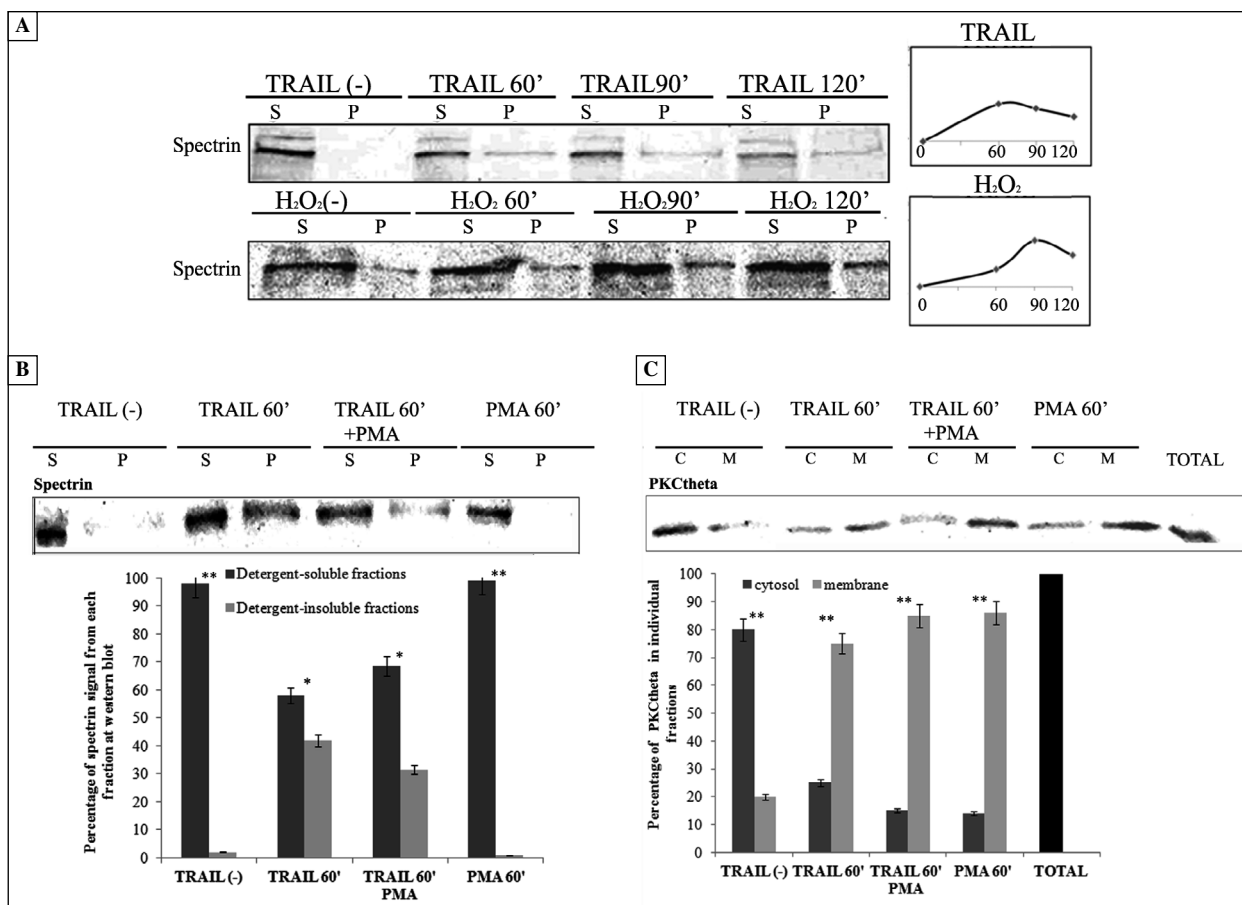 A
TRAIL (-) TRAIL 60’ TRAIL90’ TRAIL 120’
S P S P S P S P
Spectrin
H₂O₂(-) H₂O₂ 60’ H₂O₂90’ H₂O₂ 120’
S P S P S P S P
Spectrin
TRAIL
0 60 90 120
H₂O₂
0 60 90 120
B
TRAIL (-) TRAIL 60’ TRAIL 60’ PMA 60’
+PMA
S P S P S P S P
Spectrin
Percentage of spectrin signal from each
fraction at western blot
100
90
80
70
60
50
40
30
20
10
0
Detergent-soluble fractions
Detergent-insoluble fractions
** * * **
TRAIL (-) TRAIL 60' TRAIL 60' PMA 60'
PMA
C
TRAIL (-) TRAIL 60’ TRAIL 60’ PMA 60’
+PMA
C M C M C M C M TOTAL
PKCtheta
Percentage of PKCtheta in individual
fractions
100
90
80
70
60
50
40
30
20
10
0
cytosol membrane
** ** ** **
TRAIL (-) TRAIL 60' TRAIL 60' PMA 60' TOTAL
PMA